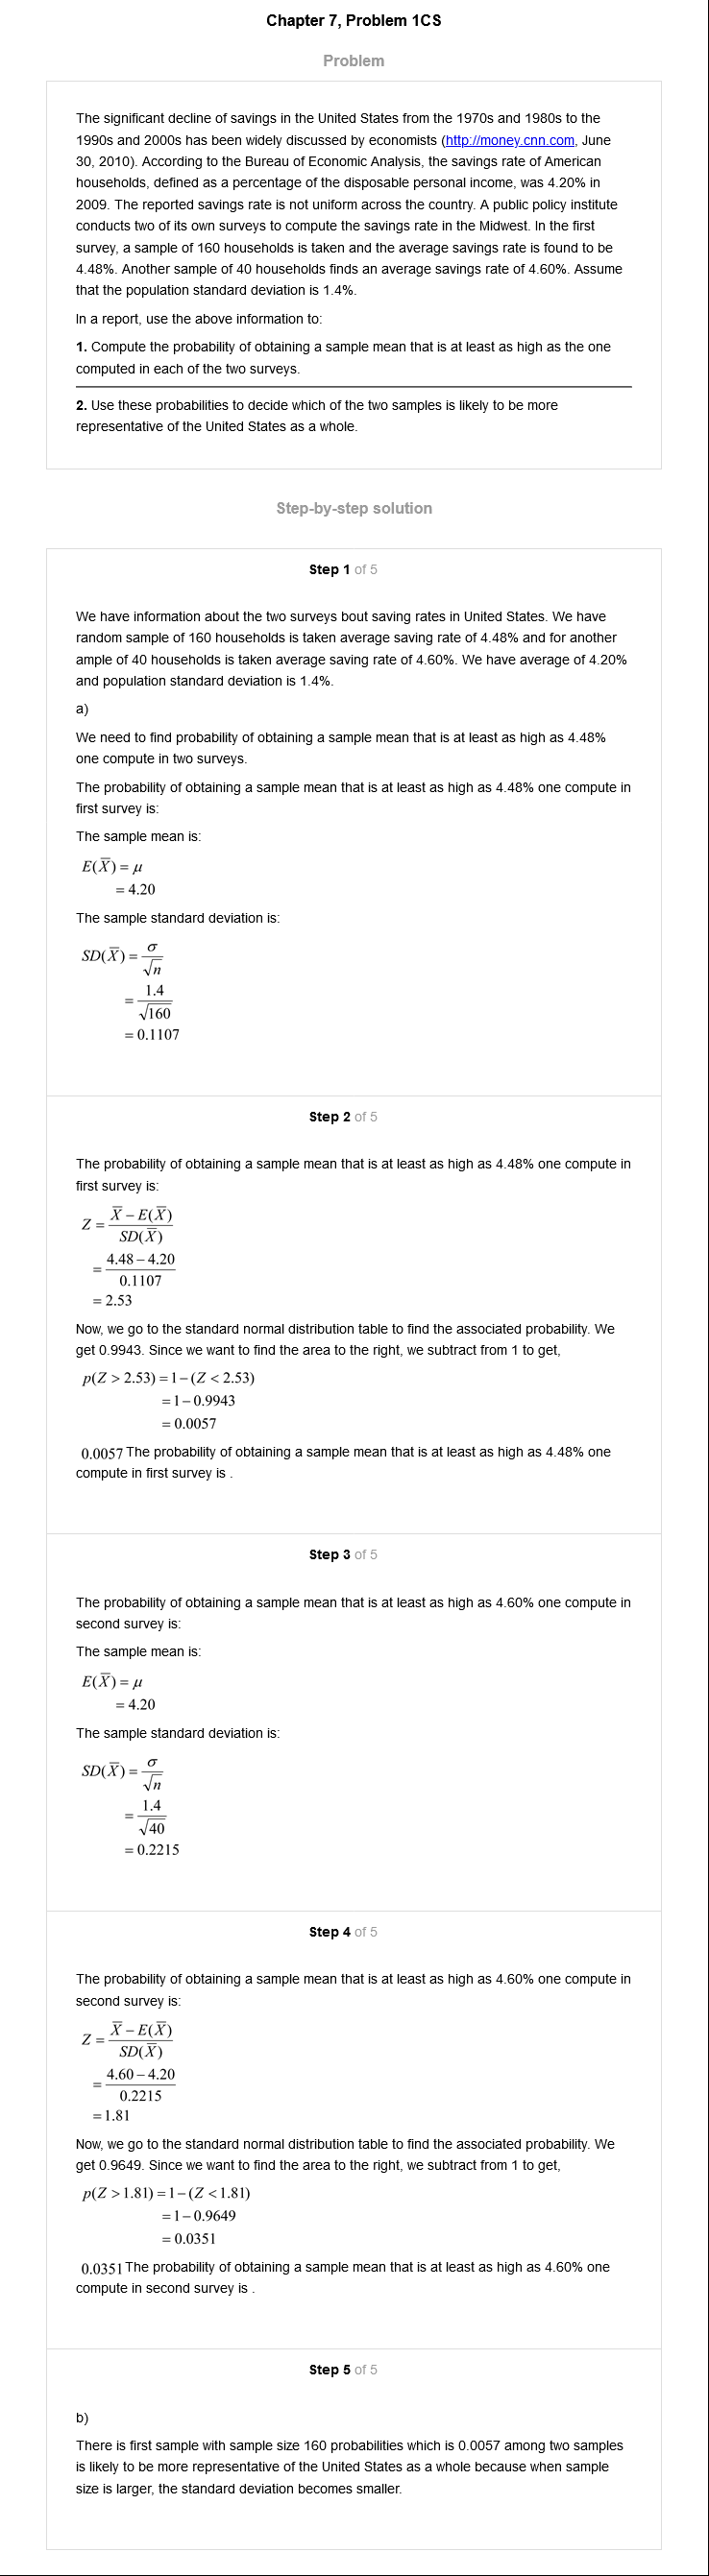 Chapter 7, Problem 1CS
Problem
The significant decline of savings in the United States from the 1970s and 1980s to the
1990s and 2000s has been widely discussed by economists (http://money.cnn.com, June
30, 2010). According to the Bureau of Economic Analysis, the savings rate of American
households, defined as a percentage of the disposable personal income, was 4.20% in
2009. The reported savings rate is not uniform across the country. A public policy institute
conducts two of its own surveys to compute the savings rate in the Midwest. In the first
survey, a sample of 160 households is taken and the average savings rate is found to be
4.48%. Another sample of 40 households finds an average savings rate of 4.60%. Assume
that the population standard deviation is 1.4%.
In a report, use the above information to:
1. Compute the probability of obtaining a sample mean that is at least as high as the one
computed in each of the two surveys.
2. Use these probabilities to decide which of the two samples is likely to be more
representative of the United States as a whole.
Step-by-step solution
Step 1 of 5
We have information about the two surveys bout saving rates in United States. We have
random sample of 160 households is taken average saving rate of 4.48% and for another
ample of 40 households is taken average saving rate of 4.60%. We have average of 4.20%
and population standard deviation is 1.4%.
a)
We need to find probability of obtaining a sample mean that is at least as high as 4.48%
one compute in two surveys.
The probability of obtaining a sample mean that is at least as high as 4.48% one compute in
first survey is:
The sample mean is:
E(X̅) = μ
= 4.20
The sample standard deviation is:
SD(X̅) = σ/√n
= 1.4/√160
= 0.1107
Step 2 of 5
The probability of obtaining a sample mean that is at least as high as 4.48% one compute in
first survey is:
Z = (X̅ − E(X̅))/SD(X̅)
= (4.48 − 4.20)/0.1107
= 2.53
Now, we go to the standard normal distribution table to find the associated probability. We
get 0.9943. Since we want to find the area to the right, we subtract from 1 to get,
p(Z > 2.53) = 1 − (Z < 2.53)
= 1 − 0.9943
= 0.0057
0.0057 The probability of obtaining a sample mean that is at least as high as 4.48% one
compute in first survey is .
Step 3 of 5
The probability of obtaining a sample mean that is at least as high as 4.60% one compute in
second survey is:
The sample mean is:
E(X̅) = μ
= 4.20
The sample standard deviation is:
SD(X̅) = σ/√n
= 1.4/√40
= 0.2215
Step 4 of 5
The probability of obtaining a sample mean that is at least as high as 4.60% one compute in
second survey is:
Z = (X̅ − E(X̅))/SD(X̅)
= (4.60 − 4.20)/0.2215
= 1.81
Now, we go to the standard normal distribution table to find the associated probability. We
get 0.9649. Since we want to find the area to the right, we subtract from 1 to get,
p(Z > 1.81) = 1 − (Z < 1.81)
= 1 − 0.9649
= 0.0351
0.0351 The probability of obtaining a sample mean that is at least as high as 4.60% one
compute in second survey is .
Step 5 of 5
b)
There is first sample with sample size 160 probabilities which is 0.0057 among two samples
is likely to be more representative of the United States as a whole because when sample
size is larger, the standard deviation becomes smaller.